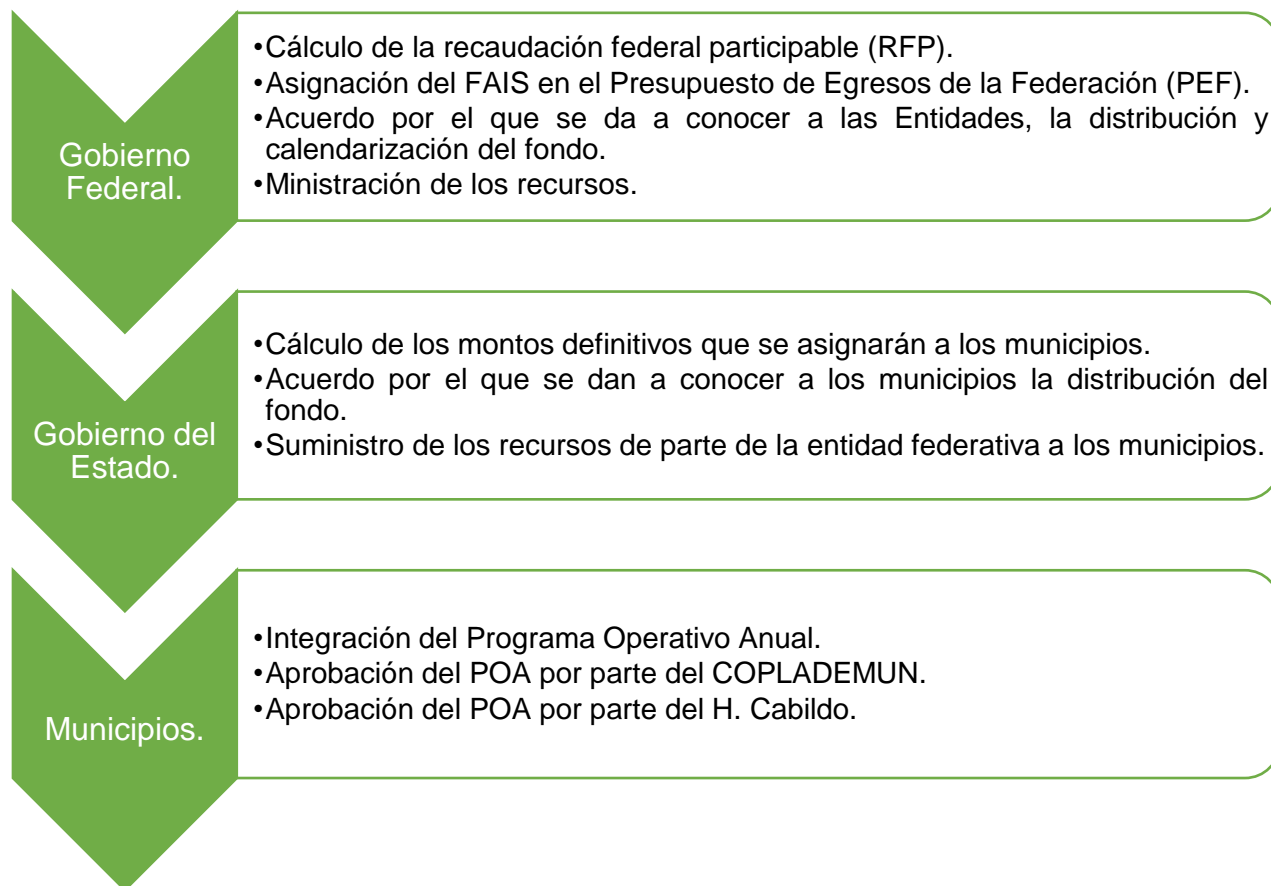 Gobierno
Federal.
•Cálculo de la recaudación federal participable (RFP).
•Asignación del FAIS en el Presupuesto de Egresos de la Federación (PEF).
•Acuerdo por el que se da a conocer a las Entidades, la distribución y
calendarización del fondo.
•Ministración de los recursos.
Gobierno del
Estado.
•Cálculo de los montos definitivos que se asignarán a los municipios.
•Acuerdo por el que se dan a conocer a los municipios la distribución del
fondo.
•Suministro de los recursos de parte de la entidad federativa a los municipios.
Municipios.
•Integración del Programa Operativo Anual.
•Aprobación del POA por parte del COPLADEMUN.
•Aprobación del POA por parte del H. Cabildo.